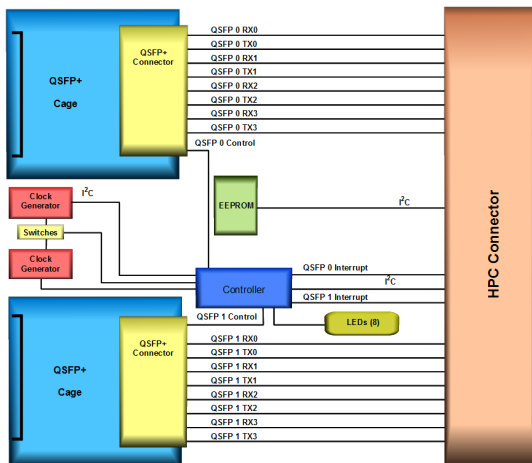 QSFP+
Cage
QSFP+
Connector
QSFP 0 RX0
QSFP 0 TX0
QSFP 0 RX1
QSFP 0 TX1
QSFP 0 RX2
QSFP 0 TX2
QSFP 0 RX3
QSFP 0 TX3
QSFP 0 Control
Clock
Generator
I²C
Switches
Clock
Generator
EEPROM
I²C
HPC Connector
Controller
QSFP 0 Interrupt
I²C
QSFP 1 Interrupt
QSFP 1 Control
LEDs (8)
QSFP+
Cage
QSFP+
Connector
QSFP 1 RX0
QSFP 1 TX0
QSFP 1 RX1
QSFP 1 TX1
QSFP 1 RX2
QSFP 1 TX2
QSFP 1 RX3
QSFP 1 TX3